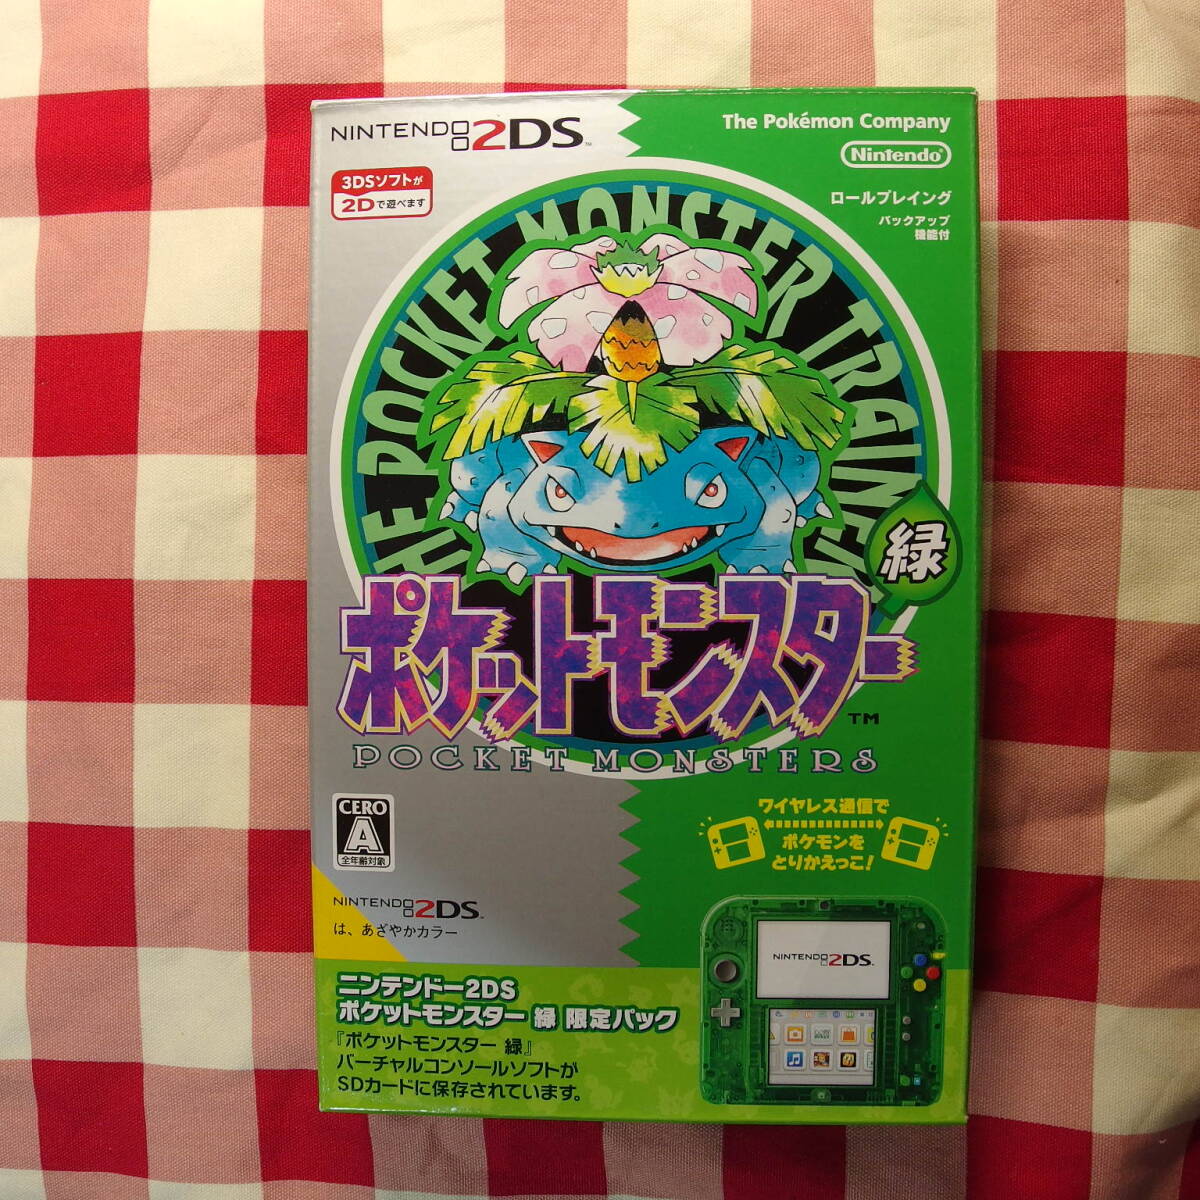 NINTENDO 2DS™
3DSソフトが
2Dで遊べます
The Pokémon Company
Nintendo®
ロールプレイング
バックアップ
機能付
THE POCKET MONSTER TRAINER
緑
ポケットモンスター
™
POCKET MONSTERS
CERO
A
全年齢対象
ワイヤレス通信で
ポケモンを
とりかえっこ!
NINTENDO 2DS™
は、あざやかカラー
NINTENDO 2DS™
ニンテンドー2DS
ポケットモンスター 緑 限定パック
『ポケットモンスター 緑』
バーチャルコンソールソフトが
SDカードに保存されています。